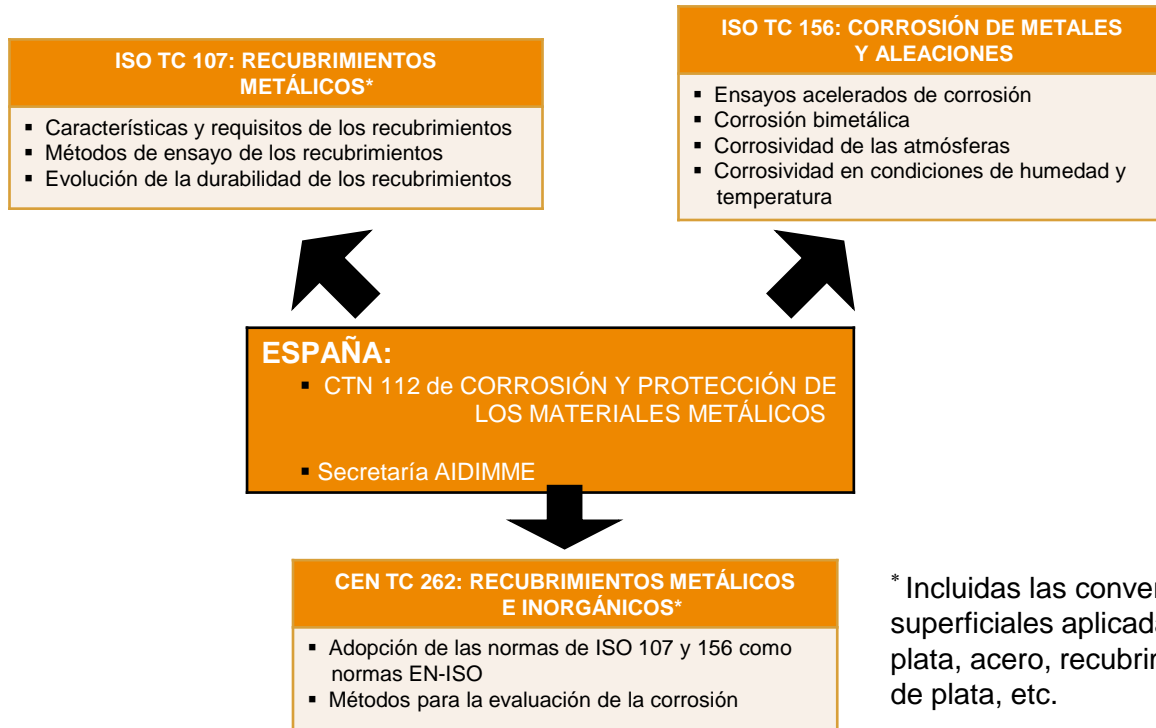 ISO TC 107: RECUBRIMIENTOS
METÁLICOS*
▪ Características y requisitos de los recubrimientos
▪ Métodos de ensayo de los recubrimientos
▪ Evolución de la durabilidad de los recubrimientos
ISO TC 156: CORROSIÓN DE METALES
Y ALEACIONES
▪ Ensayos acelerados de corrosión
▪ Corrosión bimetálica
▪ Corrosividad de las atmósferas
▪ Corrosividad en condiciones de humedad y
temperatura
ESPAÑA:
▪ CTN 112 de CORROSIÓN Y PROTECCIÓN DE
LOS MATERIALES METÁLICOS
▪ Secretaría AIDIMME
CEN TC 262: RECUBRIMIENTOS METÁLICOS
E INORGÁNICOS*
▪ Adopción de las normas de ISO 107 y 156 como
normas EN-ISO
▪ Métodos para la evaluación de la corrosión
* Incluidas las
superficiales
plata, acero,
de plata, etc.